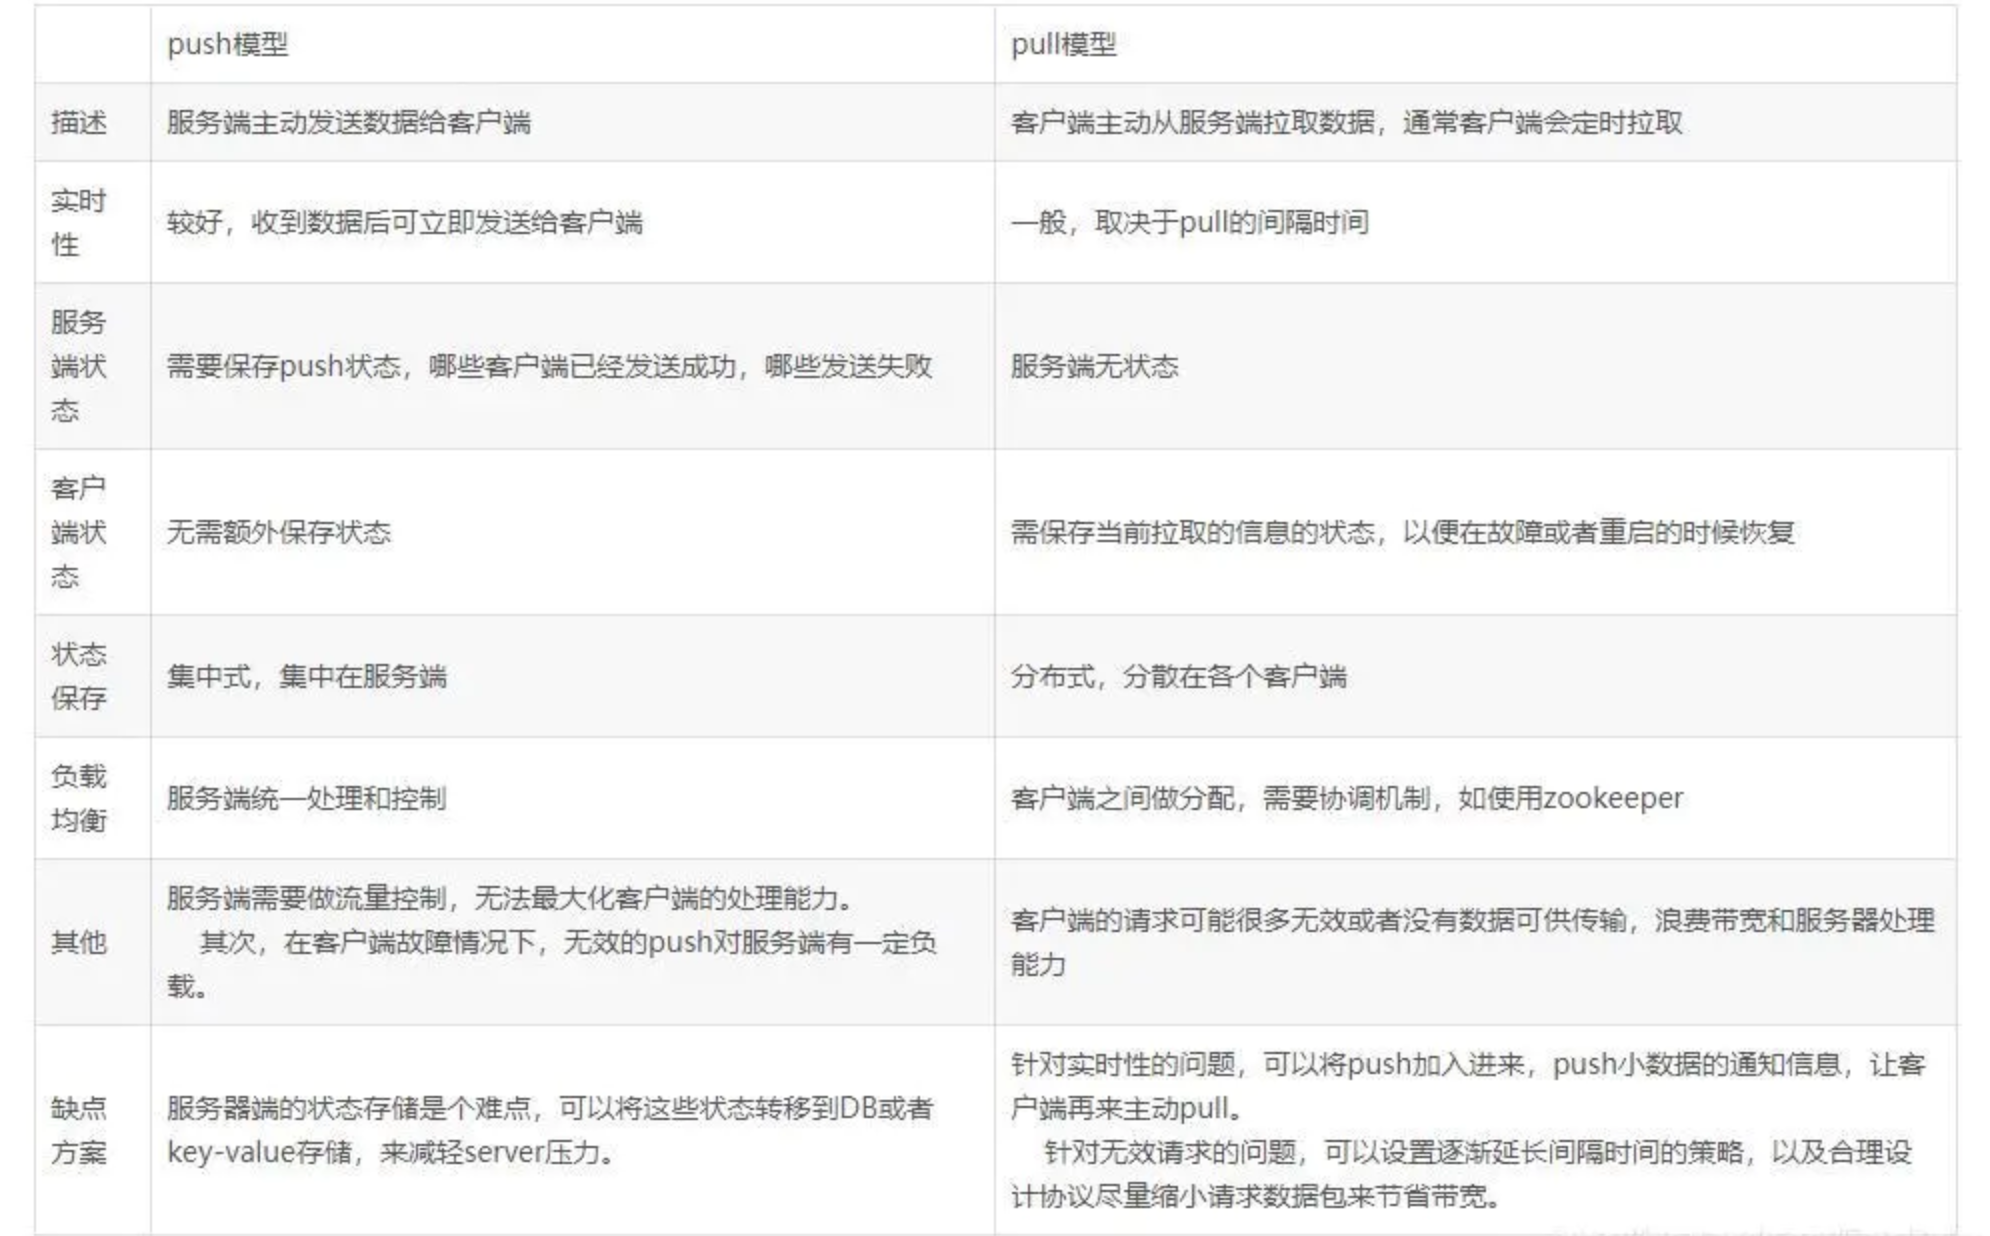 push模型
pull模型
描述
服务端主动发送数据给客户端
客户端主动从服务端拉取数据，通常客户端会定时拉取
实时
性
较好，收到数据后可立即发送给客户端
一般，取决于pull的间隔时间
服务
端状
态
需要保存push状态，哪些客户端已经发送成功，哪些发送失败
服务端无状态
客户
端状
态
无需额外保存状态
需保存当前拉取的信息的状态，以便在故障或者重启的时候恢复
状态
保存
集中式，集中在服务端
分布式，分散在各个客户端
负载
均衡
服务端统一处理和控制
客户端之间做分配，需要协调机制，如使用zookeeper
其他
服务端需要做流量控制，无法最大化客户端的处理能力。
其次，在客户端故障情况下，无效的push对服务端有一定负
载。
客户端的请求可能很多无效或者没有数据可供传输，浪费带宽和服务器处理
能力
缺点
方案
服务器端的状态存储是个难点，可以将这些状态转移到DB或者
key-value存储，来减轻server压力。
针对实时性的问题，可以将push加入进来，push小数据的通知信息，让客
户端再来主动pull。
针对无效请求的问题，可以设置逐渐延长间隔时间的策略，以及合理设
计协议尽量缩小请求数据包来节省带宽。